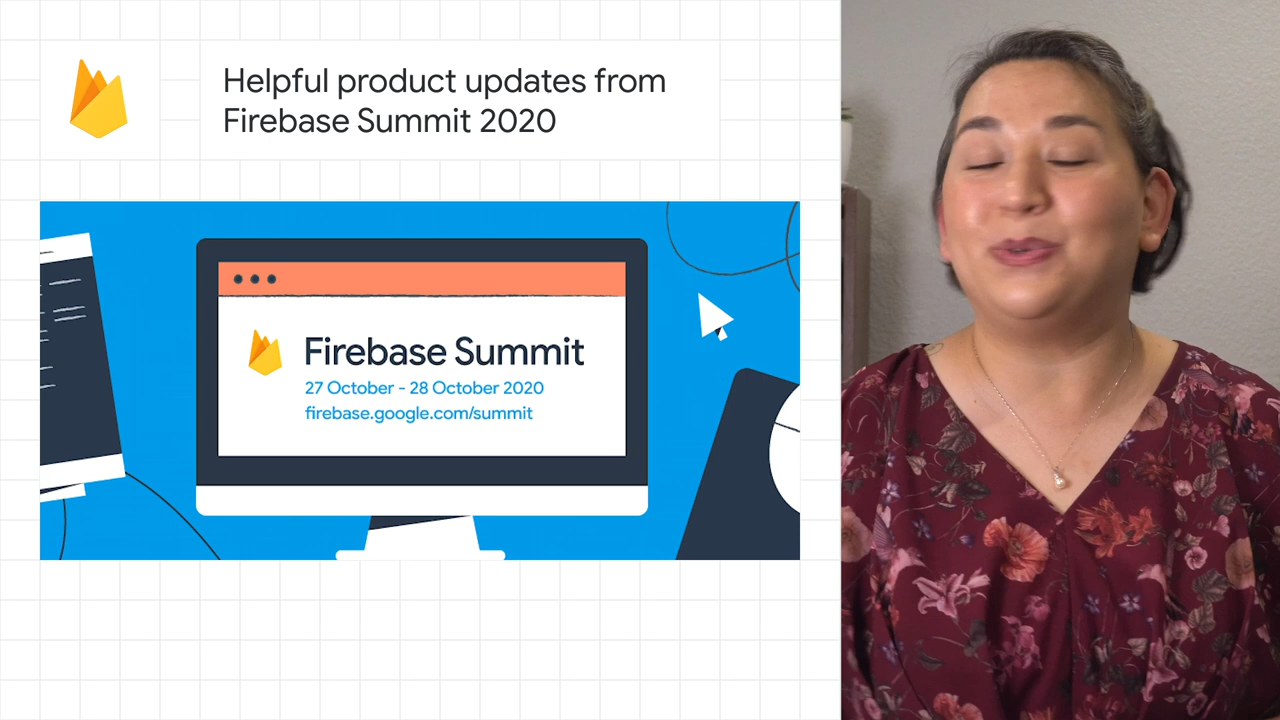 Helpful product updates from
Firebase Summit 2020
Firebase Summit
27 October - 28 October 2020
firebase.google.com/summit